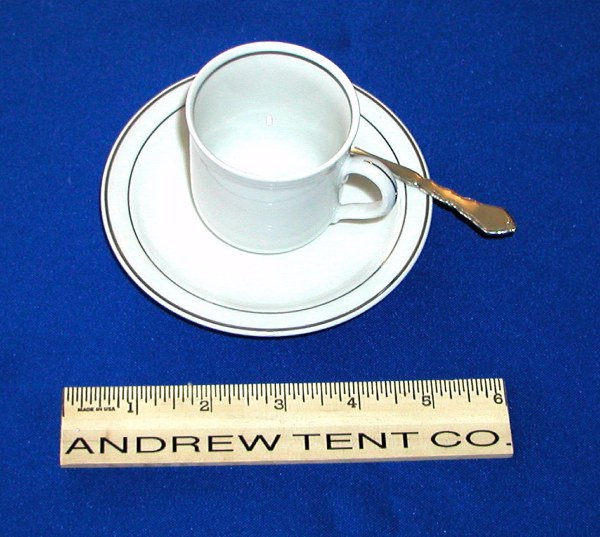 1 2 3 4 5 6
MADE IN USA
ANDREW TENT CO.